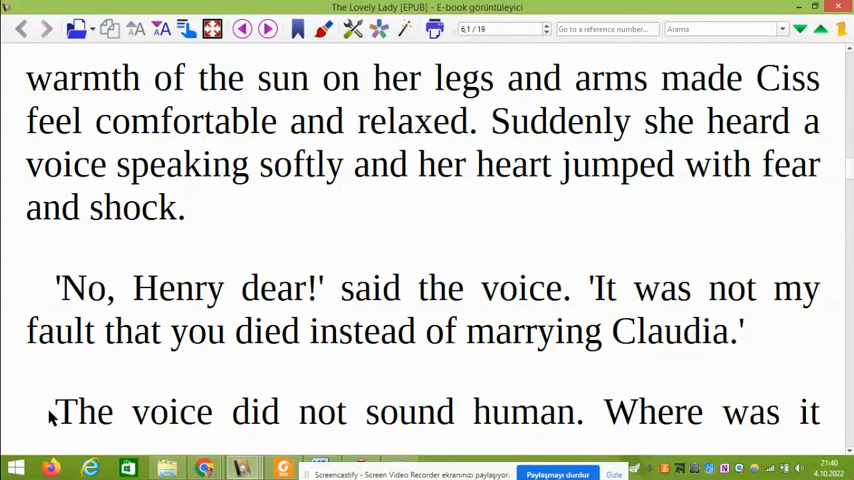 The Lovely Lady [EPUB] - E-book görüntüleyici
6,1 / 19
Go to a reference number...
Arama
warmth of the sun on her legs and arms made Ciss
feel comfortable and relaxed. Suddenly she heard a
voice speaking softly and her heart jumped with fear
and shock.
'No, Henry dear!' said the voice. 'It was not my
fault that you died instead of marrying Claudia.'
The voice did not sound human. Where was it
Screencastify - Screen Video Recorder ekranınızı paylaşıyor.
Paylaşmayı durdur
Gizle
21:40
4.10.2022